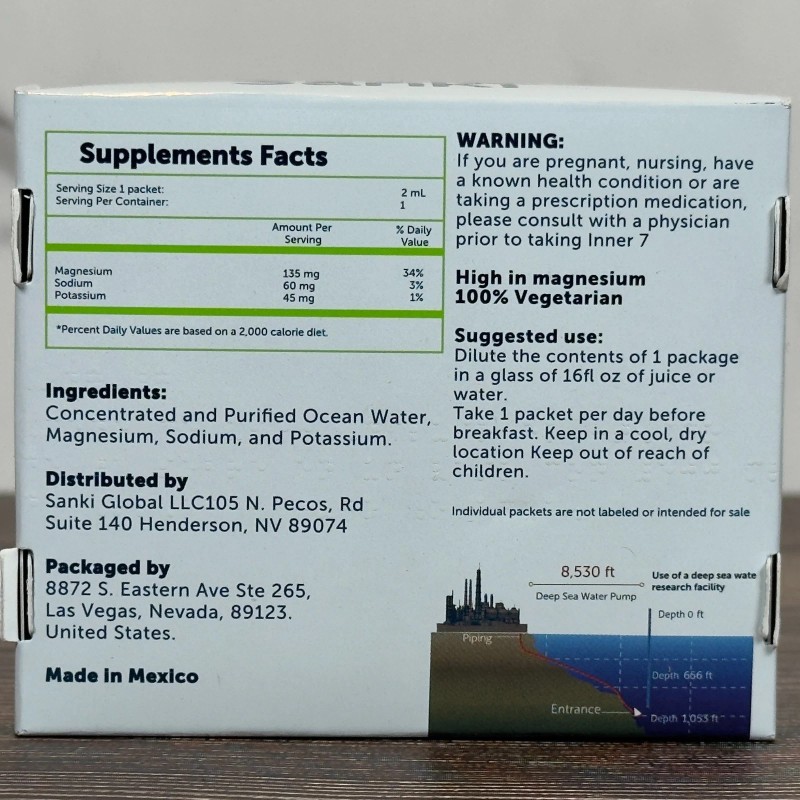 Supplements Facts
Serving Size 1 packet: 2 mL
Serving Per Container: 1
Amount Per Serving % Daily Value
Magnesium 135 mg 34%
Sodium 60 mg 3%
Potassium 45 mg 1%
*Percent Daily Values are based on a 2,000 calorie diet.
Ingredients:
Concentrated and Purified Ocean Water,
Magnesium, Sodium, and Potassium.
Distributed by
Sanki Global LLC105 N. Pecos, Rd
Suite 140 Henderson, NV 89074
Packaged by
8872 S. Eastern Ave Ste 265,
Las Vegas, Nevada, 89123.
United States.
Made in Mexico
WARNING:
If you are pregnant, nursing, have
a known health condition or are
taking a prescription medication,
please consult with a physician
prior to taking Inner 7
High in magnesium
100% Vegetarian
Suggested use:
Dilute the contents of 1 package
in a glass of 16fl oz of juice or
water.
Take 1 packet per day before
breakfast. Keep in a cool, dry
location Keep out of reach of
children.
Individual packets are not labeled or intended for sale
8,530 ft
Deep Sea Water Pump
Use of a deep sea wate
research facility
Depth 0 ft
Piping
Depth 656 ft
Entrance
Depth 1,053 ft